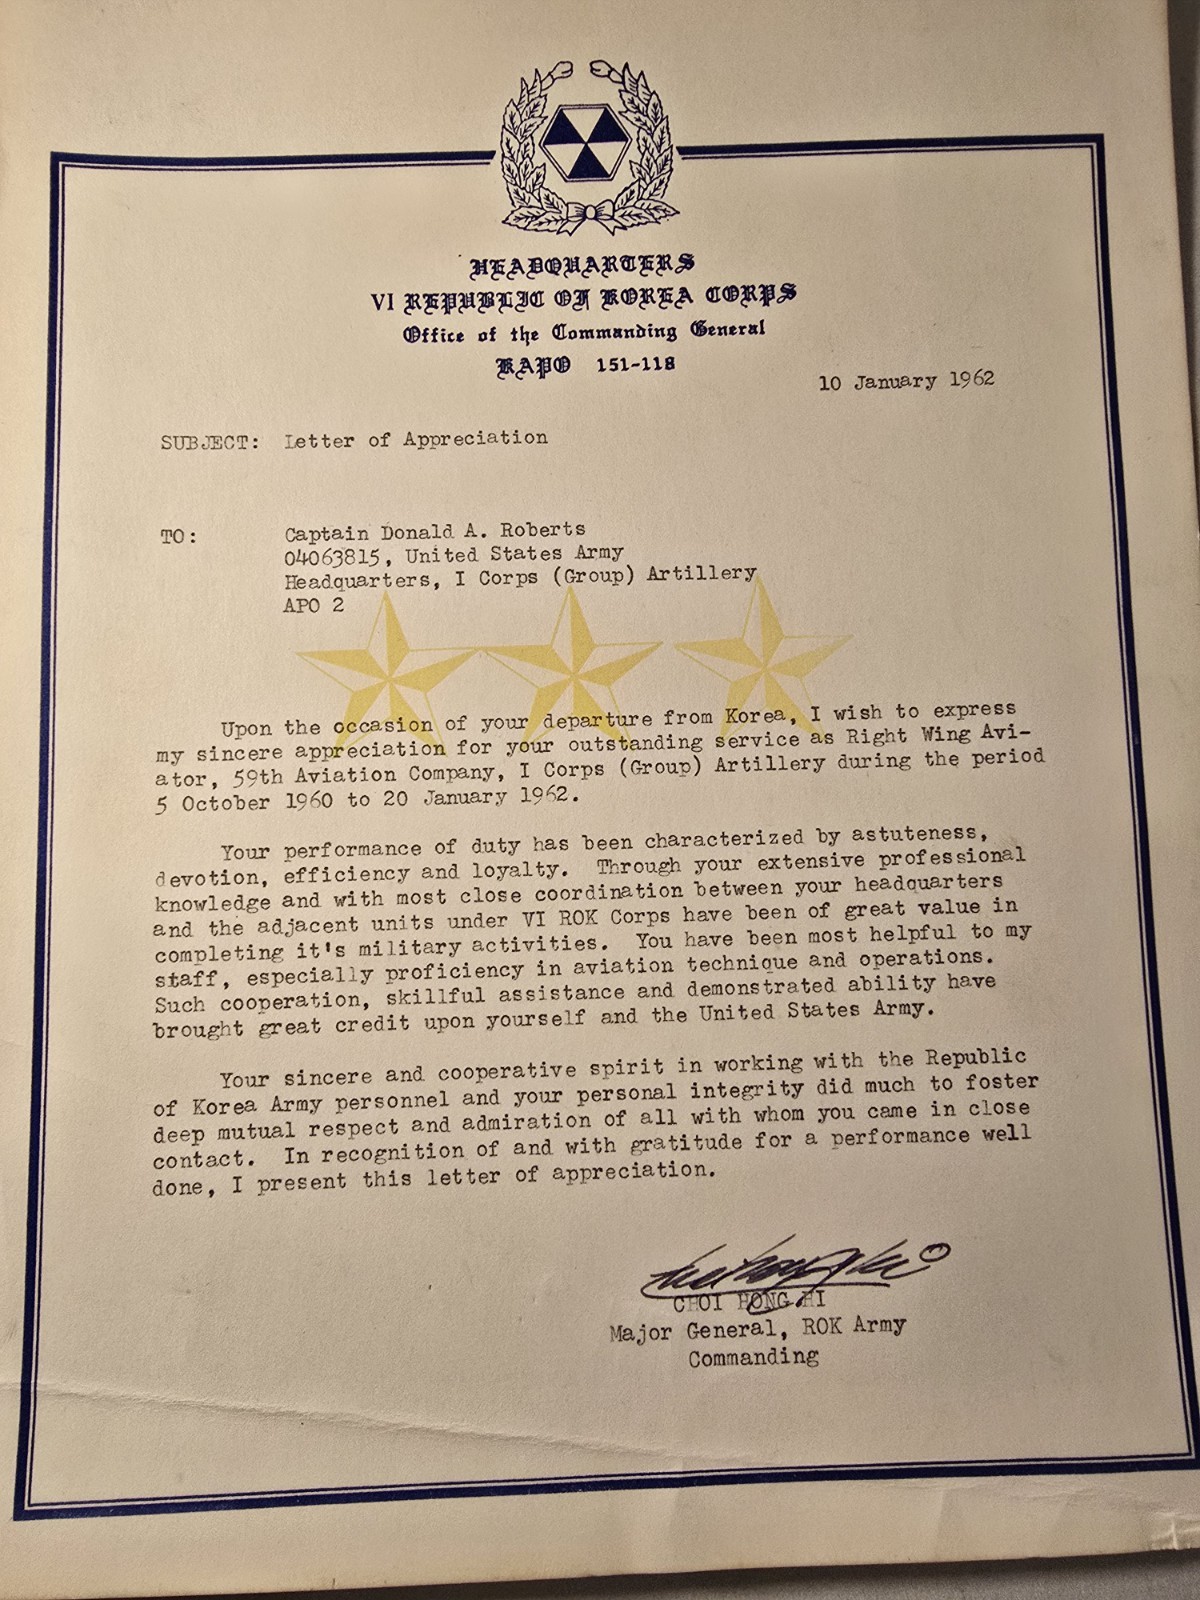 HEADQUARTERS
VI REPUBLIC OF KOREA CORPS
Office of the Commanding General
KAPO 151-118
10 January 1962
SUBJECT: Letter of Appreciation
TO: Captain Donald A. Roberts
04063815, United States Army
Headquarters, I Corps (Group) Artillery
APO 2
Upon the occasion of your departure from Korea, I wish to express
my sincere appreciation for your outstanding service as Right Wing Avi-
ator, 59th Aviation Company, I Corps (Group) Artillery during the period
5 October 1960 to 20 January 1962.
Your performance of duty has been characterized by astuteness,
devotion, efficiency and loyalty. Through your extensive professional
knowledge and with most close coordination between your headquarters
and the adjacent units under VI ROK Corps have been of great value in
completing it's military activities. You have been most helpful to my
staff, especially proficiency in aviation technique and operations.
Such cooperation, skillful assistance and demonstrated ability have
brought great credit upon yourself and the United States Army.
Your sincere and cooperative spirit in working with the Republic
of Korea Army personnel and your personal integrity did much to foster
deep mutual respect and admiration of all with whom you came in close
contact. In recognition of and with gratitude for a performance well
done, I present this letter of appreciation.
CHOI HONG HI
Major General, ROK Army
Commanding